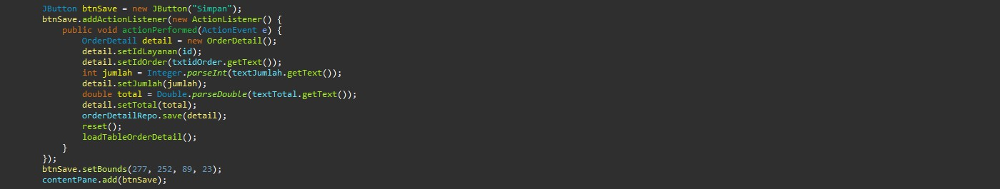 JButton btnSave = new JButton("Simpan");
btnSave.addActionListener(new ActionListener() {
public void actionPerformed(ActionEvent e) {
OrderDetail detail = new OrderDetail();
detail.setIdLayanan(id);
detail.setIdOrder(txtidOrder.getText());
int jumlah = Integer.parseInt(textJumlah.getText());
detail.setJumlah(jumlah);
double total = Double.parseDouble(textTotal.getText());
detail.setTotal(total);
orderDetailRepo.save(detail);
reset();
loadTableOrderDetail();
}
});
btnSave.setBounds(277, 252, 89, 23);
contentPane.add(btnSave);